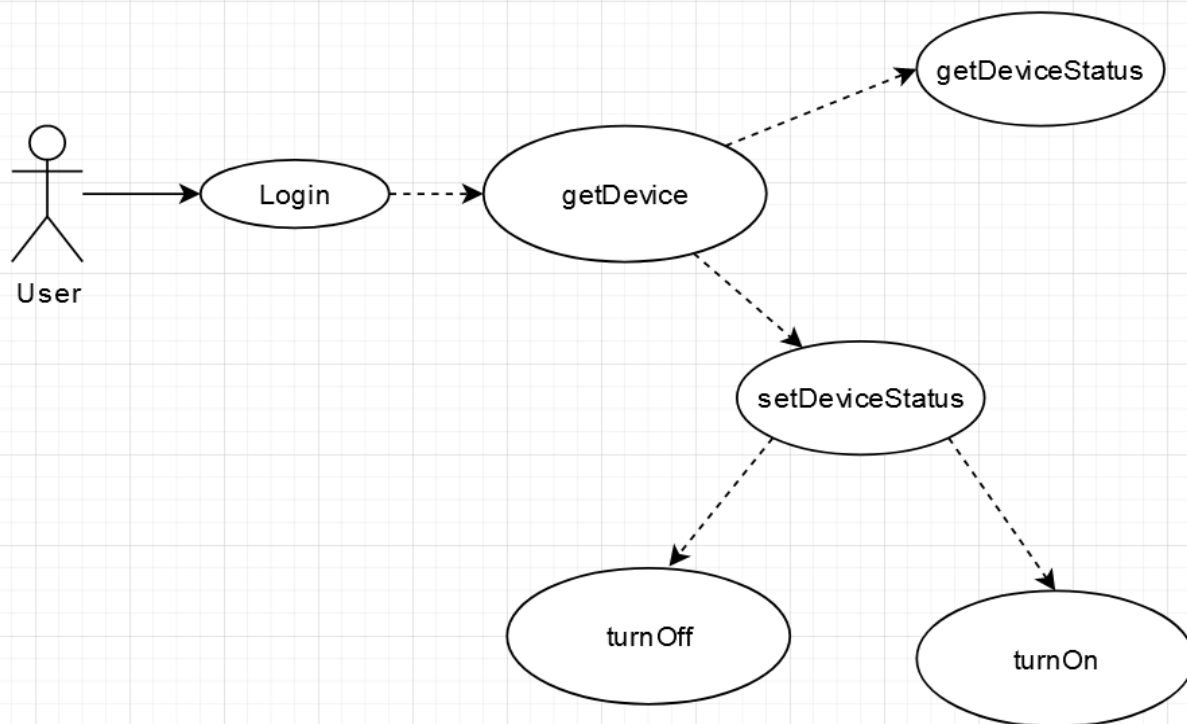 getDeviceStatus
Login
getDevice
User
setDeviceStatus
turnOff
turnOn